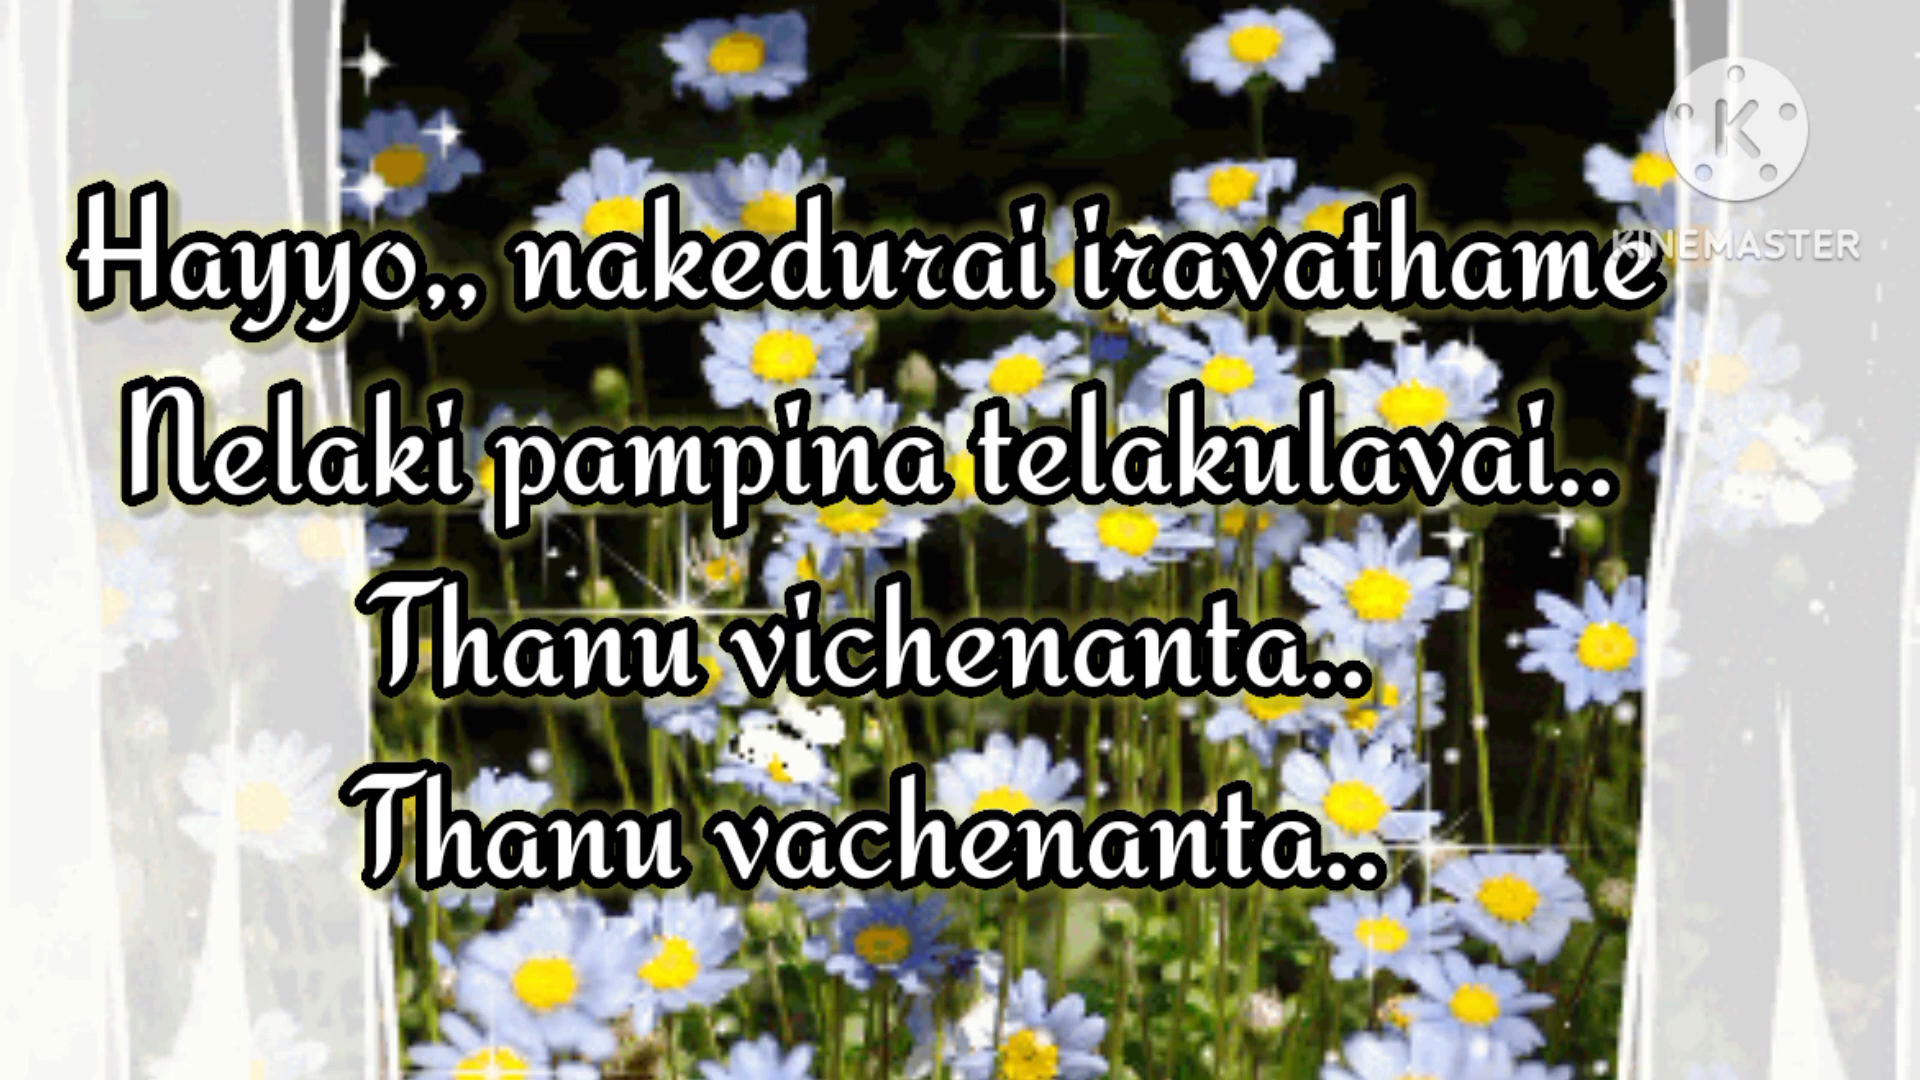 K
KINEMASTER
Hayyo,, nakedurai iravathame
Nelaki pampina telakulavai..
Thanu vichenanta..
Thanu vachenanta..